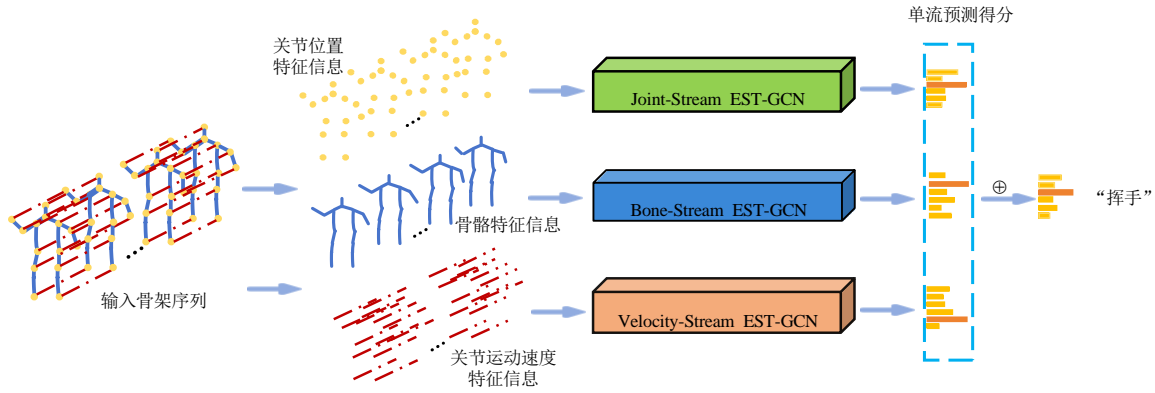 单流预测得分
关节位置
特征信息
Joint-Stream EST-GCN
Bone-Stream EST-GCN
⊕
“挥手”
骨骼特征信息
输入骨架序列
Velocity-Stream EST-GCN
关节运动速度
特征信息